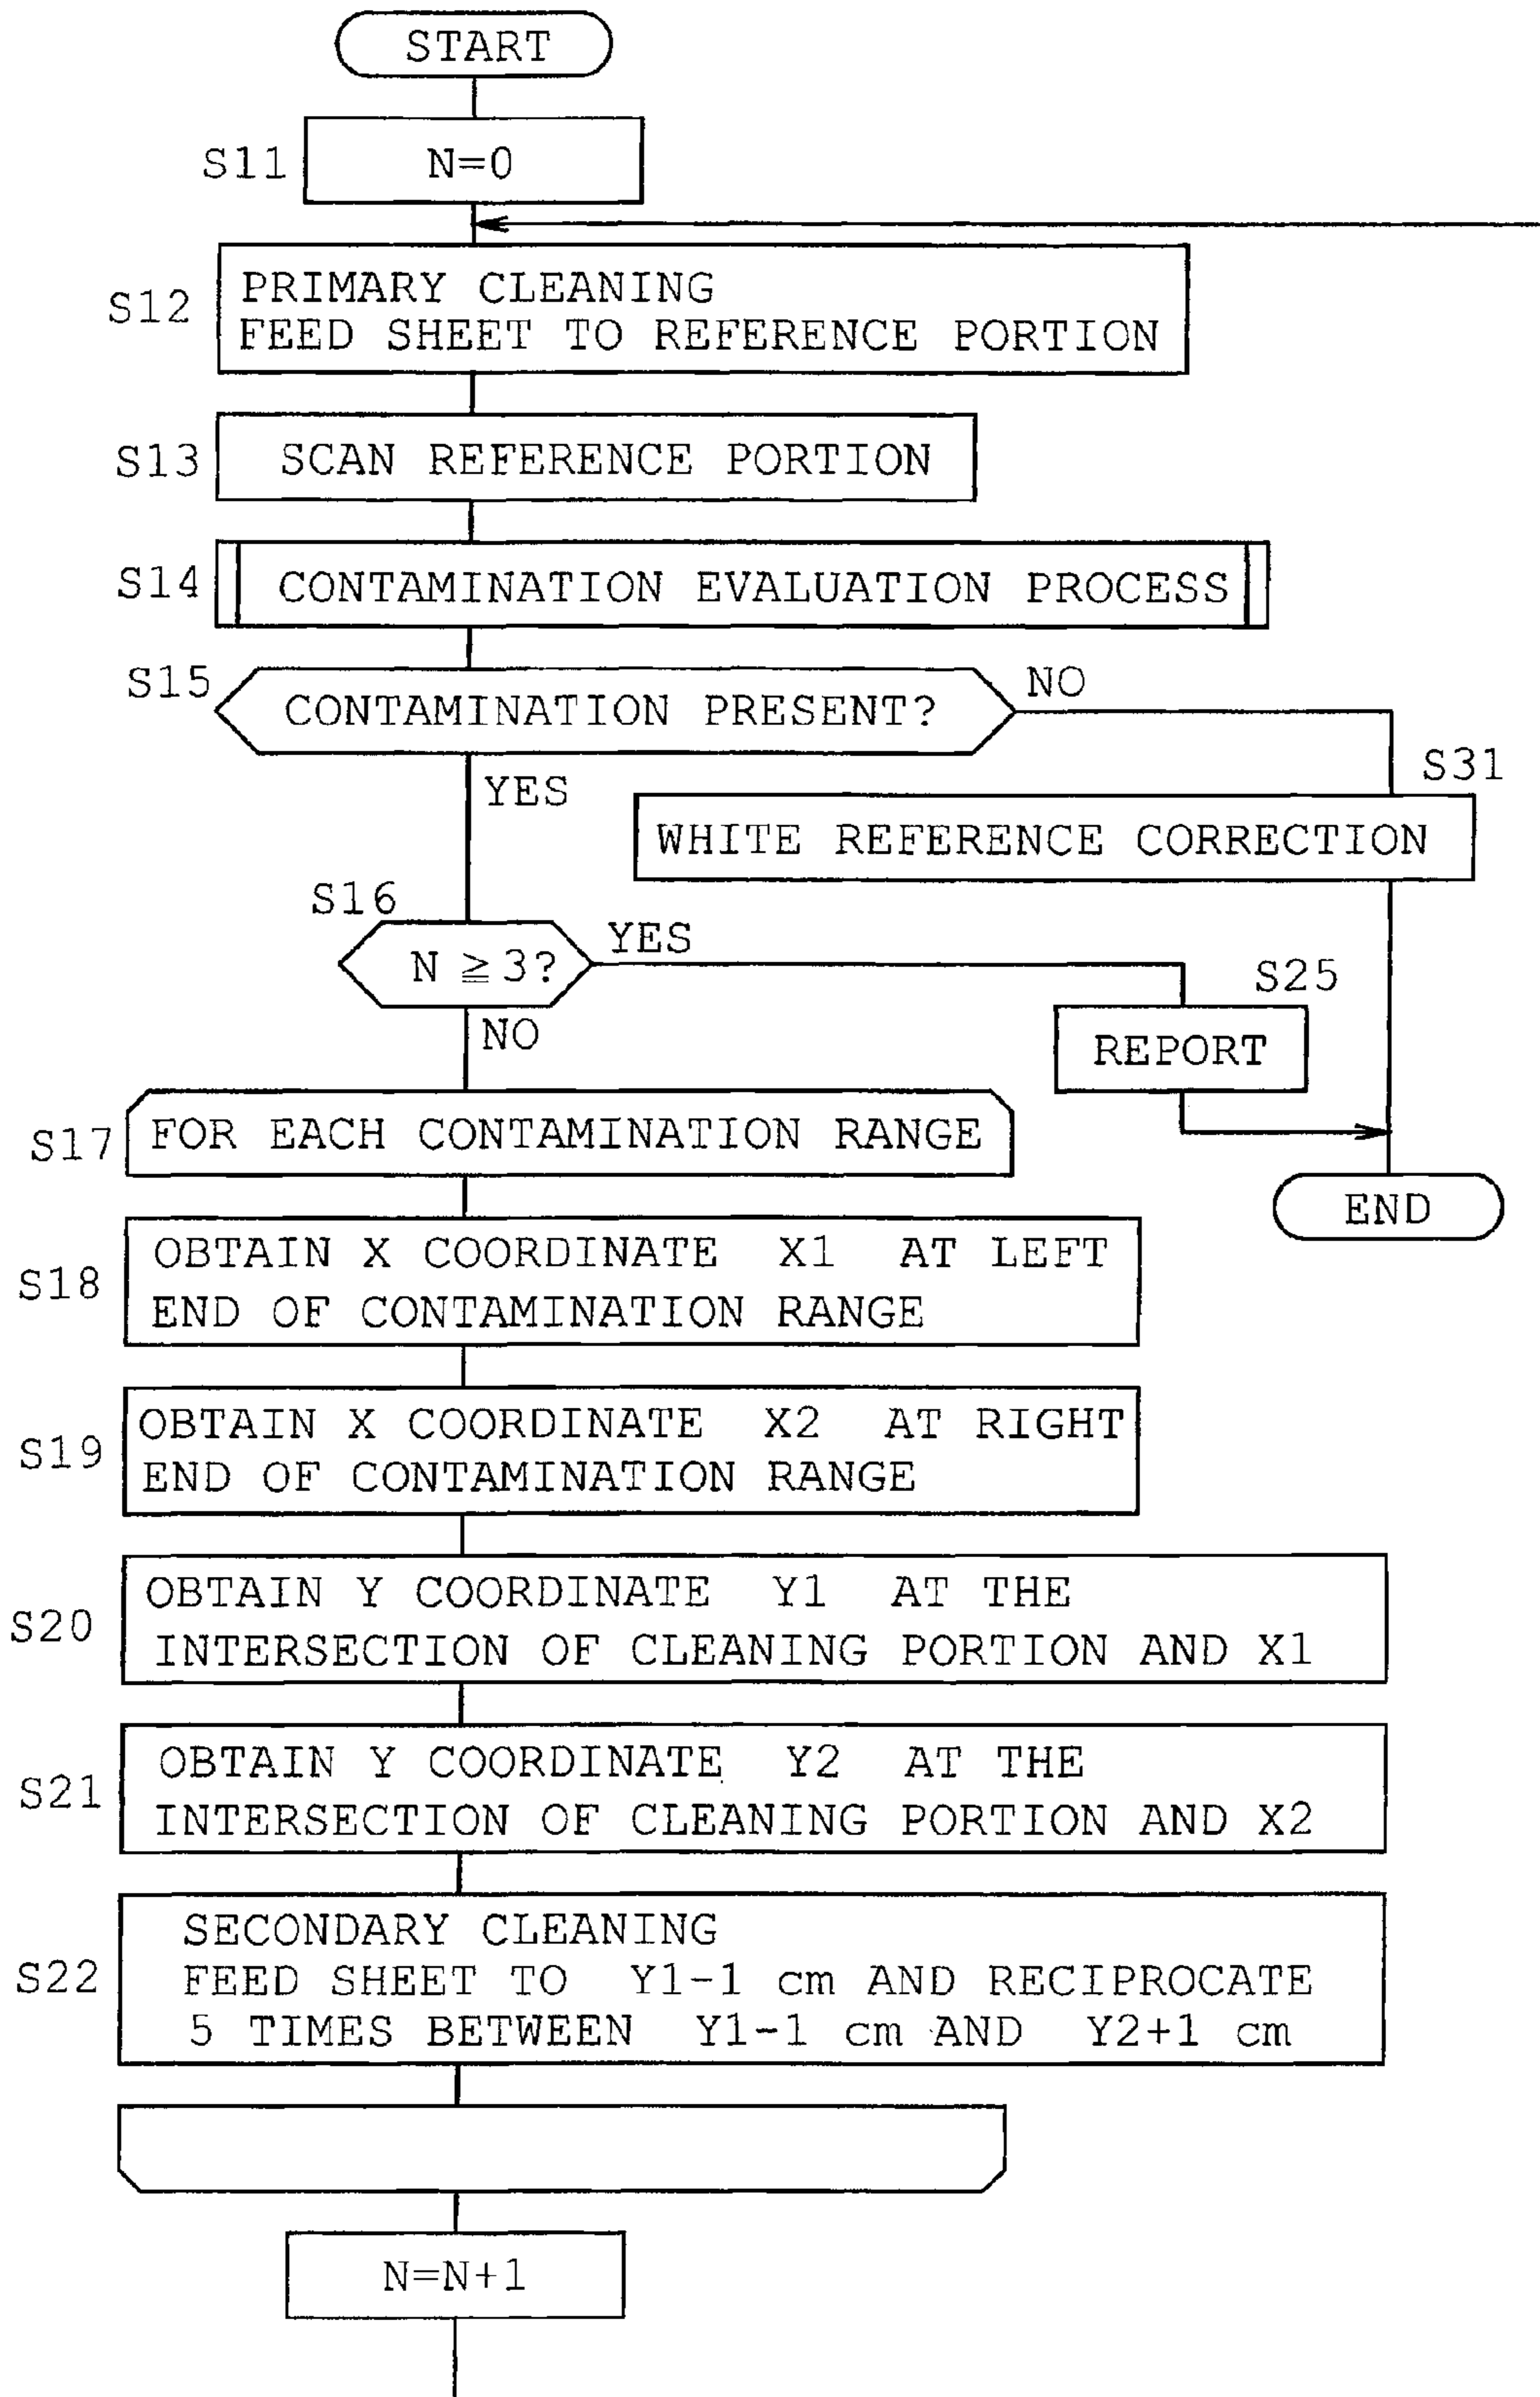 START
S11
N=0
S12
PRIMARY CLEANING
FEED SHEET TO REFERENCE PORTION
S13
SCAN REFERENCE PORTION
S14
CONTAMINATION EVALUATION PROCESS
S15
CONTAMINATION PRESENT?
NO
YES
S31
WHITE REFERENCE CORRECTION
S16
N ≧3?
YES
NO
S25
REPORT
END
S17
FOR EACH CONTAMINATION RANGE
S18
OBTAIN X COORDINATE X1 AT LEFT
END OF CONTAMINATION RANGE
S19
OBTAIN X COORDINATE X2 AT RIGHT
END OF CONTAMINATION RANGE
S20
OBTAIN Y COORDINATE Y1 AT THE
INTERSECTION OF CLEANING PORTION AND X1
S21
OBTAIN Y COORDINATE Y2 AT THE
INTERSECTION OF CLEANING PORTION AND X2
S22
SECONDARY CLEANING
FEED SHEET TO Y1-1 cm AND RECIPROCATE
5 TIMES BETWEEN Y1-1 cm AND Y2+1 cm
N=N+1